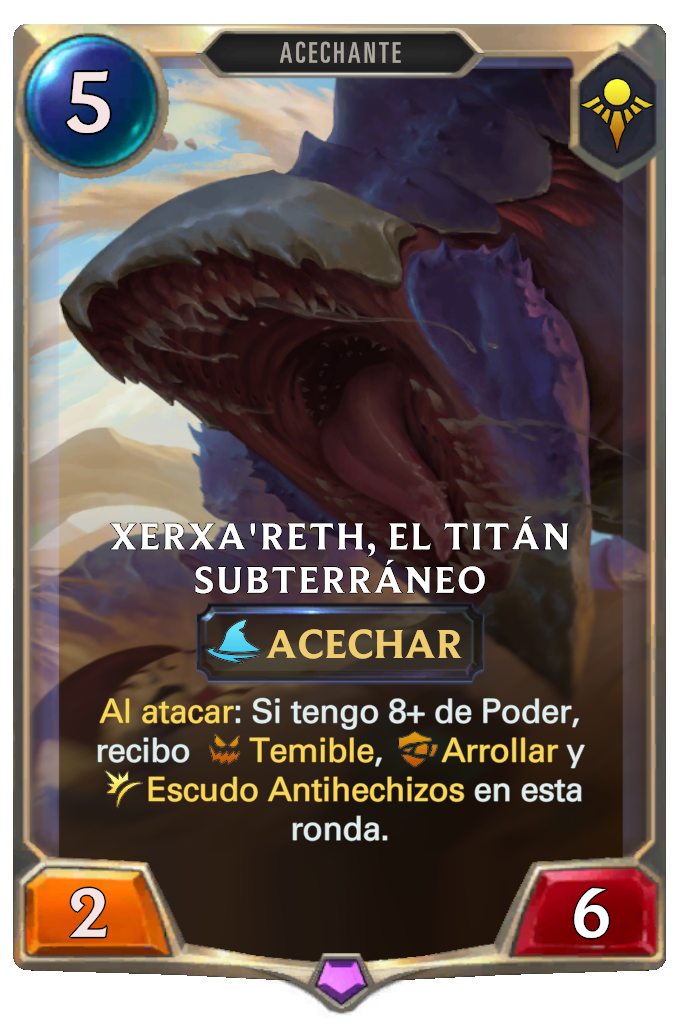 ACECHANTE
5
XERXA'RETH, EL TITÁN
SUBTERRÁNEO
ACECHAR
Al atacar: Si tengo 8+ de Poder,
recibo Temible, Arrollar y
Escudo Antihechizos en esta
ronda.
2
6